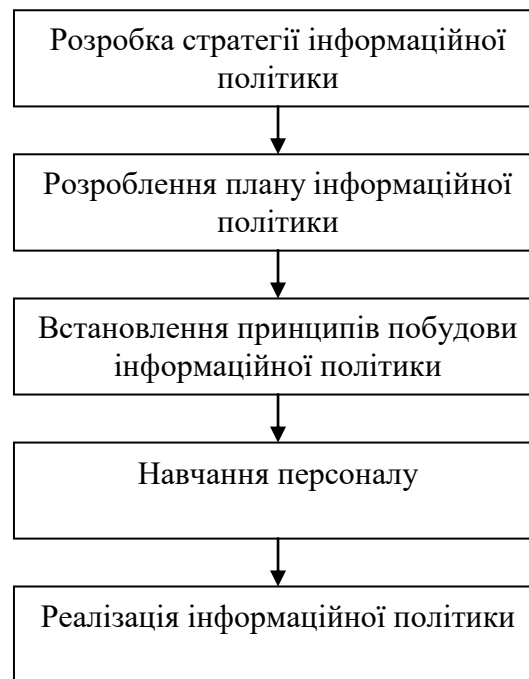 Розробка стратегії інформаційної
політики
Розроблення плану інформаційної
політики
Встановлення принципів побудови
інформаційної політики
Навчання персоналу
Реалізація інформаційної політики